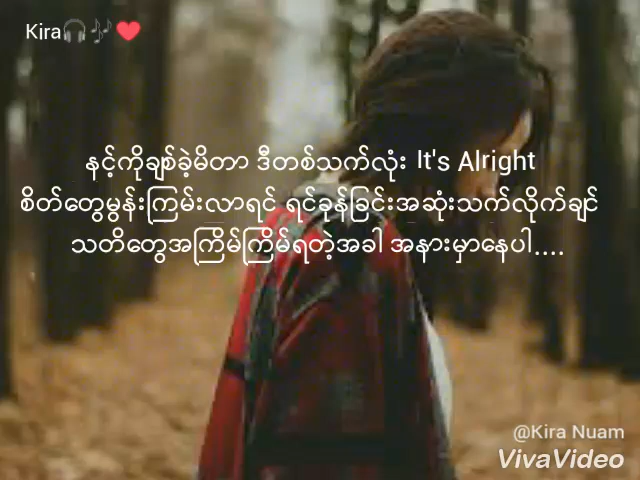 Kira🎧🎶❤
နင့်ကိုချစ်ခဲ့မိတာ ဒီတစ်သက်လုံး It's Alright
စိတ်တွေမွန်းကြမ်းလာရင် ရင်ခုန်ခြင်းအဆုံးသက်လိုက်ချင်
သတိတွေအကြိမ်ကြိမ်ရတဲ့အခါ အနားမှာနေပါ....
@Kira Nuam
VivaVideo